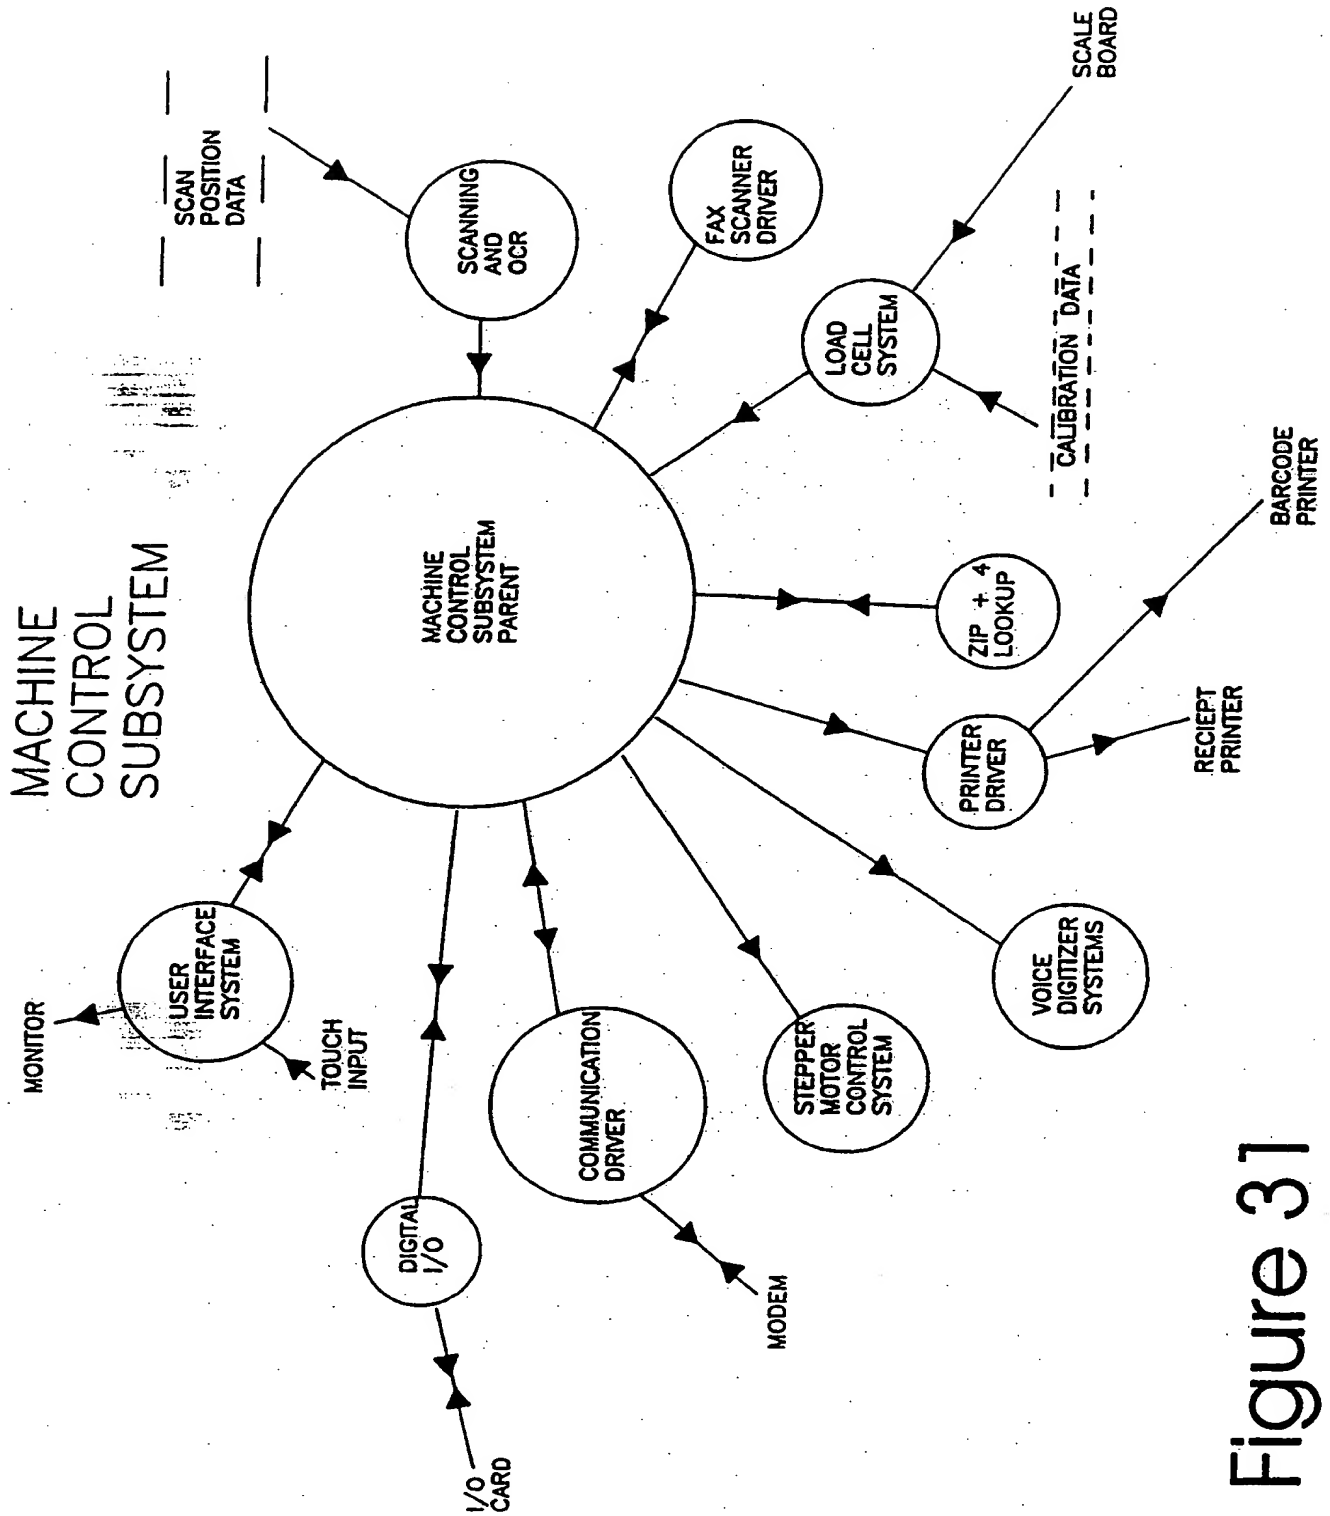 MACHINE
CONTROL
SUBSYSTEM
MONITOR
USER
INTERFACE
SYSTEM
TOUCH
INPUT
SCAN
POSITION
DATA
SCANNING
AND
OCR
MACHINE
CONTROL
SUBSYSTEM
PARENT
I/O
CARD
DIGITAL
I/O
COMMUNICATION
DRIVER
MODEM
STEPPER
MOTOR
CONTROL
SYSTEM
VOICE
DIGITIZER
SYSTEMS
PRINTER
DRIVER
RECIEPT
PRINTER
BARCODE
PRINTER
ZIP + 4
LOOKUP
LOAD
CELL
SYSTEM
CALIBRATION DATA
FAX
SCANNER
DRIVER
SCALE
BOARD
Figure 31